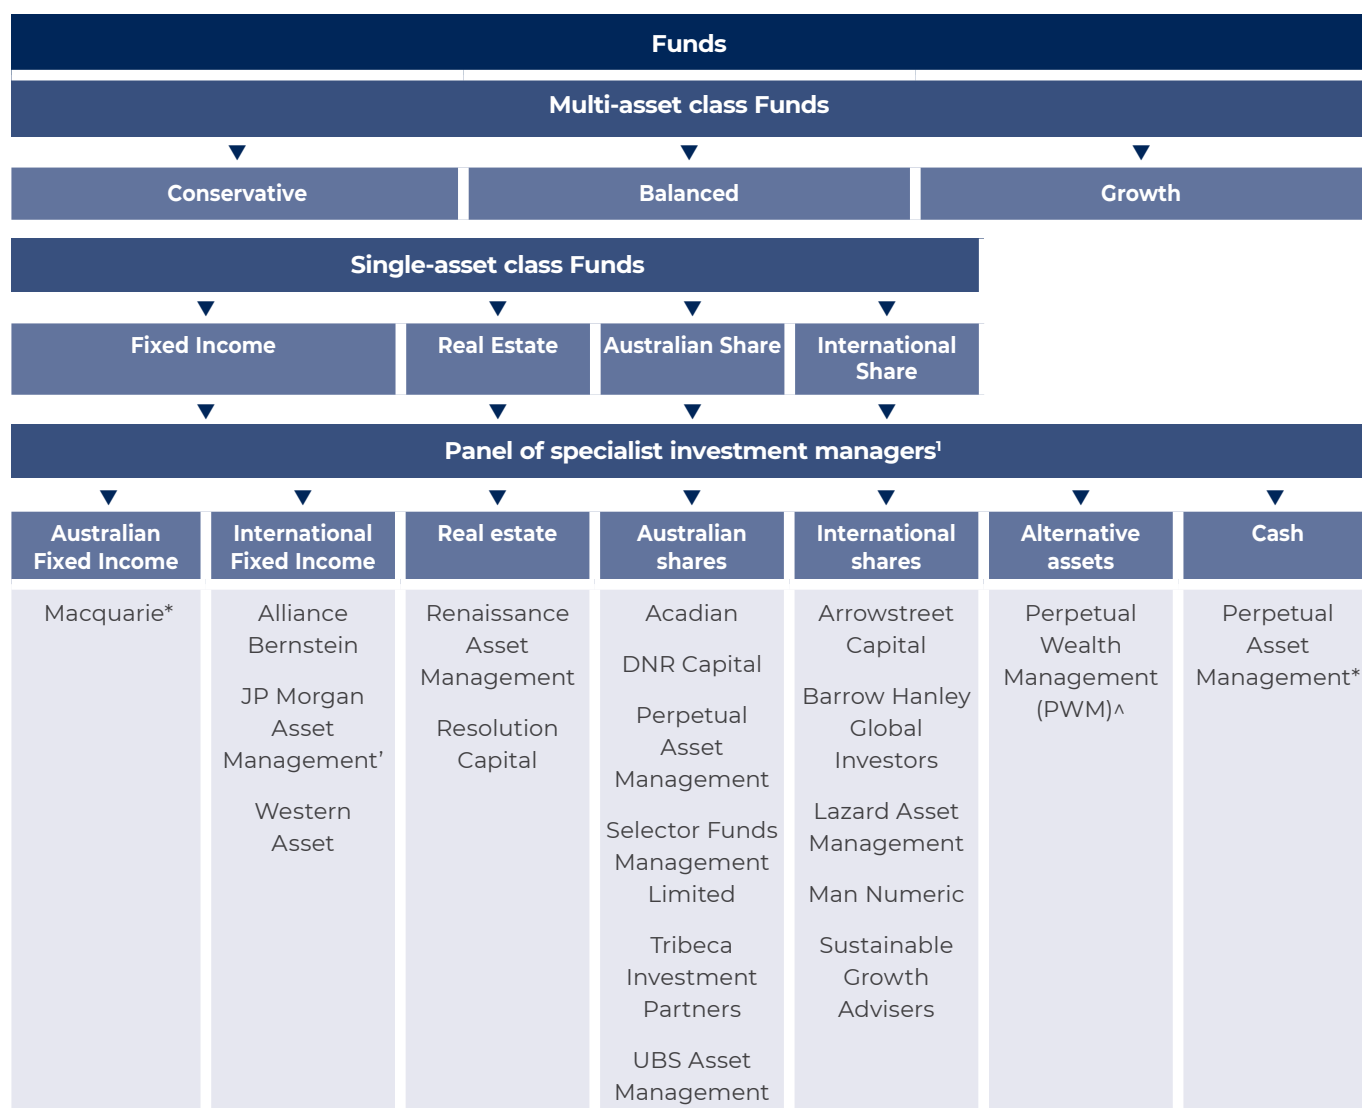 Funds
Multi-asset class Funds
Conservative
Balanced
Growth
Single-asset class Funds
Fixed Income
Real Estate
Australian Share
International
Share
Panel of specialist investment managers¹
Australian
Fixed Income
International
Fixed Income
Real estate
Australian
shares
International
shares
Alternative
assets
Cash
Macquarie*
Alliance
Bernstein
JP Morgan
Asset
Management’
Western
Asset
Renaissance
Asset
Management
Resolution
Capital
Acadian
DNR Capital
Perpetual
Asset
Management
Selector Funds
Management
Limited
Tribeca
Investment
Partners
UBS Asset
Management
Arrowstreet
Capital
Barrow Hanley
Global
Investors
Lazard Asset
Management
Man Numeric
Sustainable
Growth
Advisers
Perpetual
Wealth
Management
(PWM)^
Perpetual
Asset
Management*